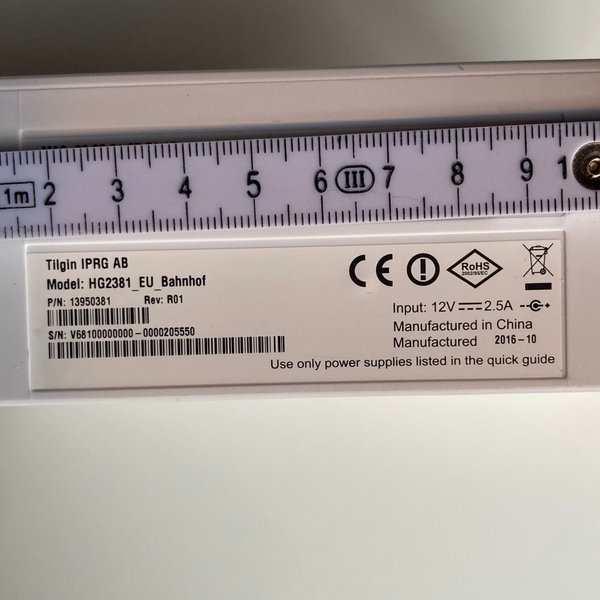 1m 2 3 4 5 6 III 7 8 9 1
Tilgin IPRG AB
Model: HG2381_EU_Bahnhof
P/N: 13950381 Rev: R01
S/N: V68100000000-0000205550
CE
RoHS
2002/95/EC
Input: 12V 2.5A
Manufactured in China
Manufactured 2016-10
Use only power supplies listed in the quick guide